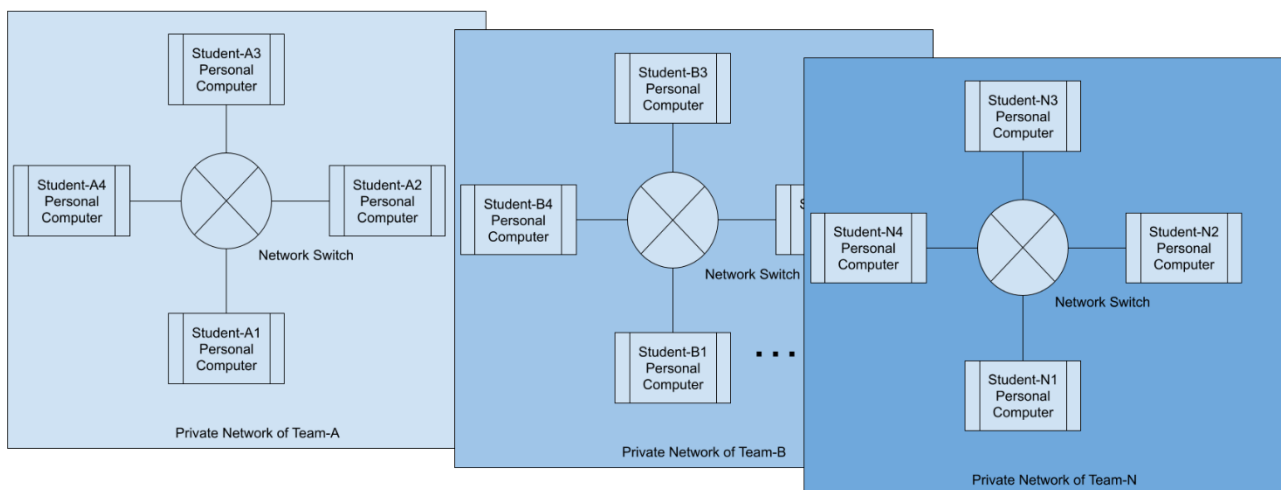 Student-A3
Personal
Computer
Student-A4
Personal
Computer
Student-A2
Personal
Computer
Network Switch
Student-A1
Personal
Computer
Private Network of Team-A
Student-B3
Personal
Computer
Student-B4
Personal
Computer
Network Switch
Student-B1
Personal
Computer
Private Network of Team-B
Student-N3
Personal
Computer
Student-N4
Personal
Computer
Student-N2
Personal
Computer
Network Switch
Student-N1
Personal
Computer
Private Network of Team-N